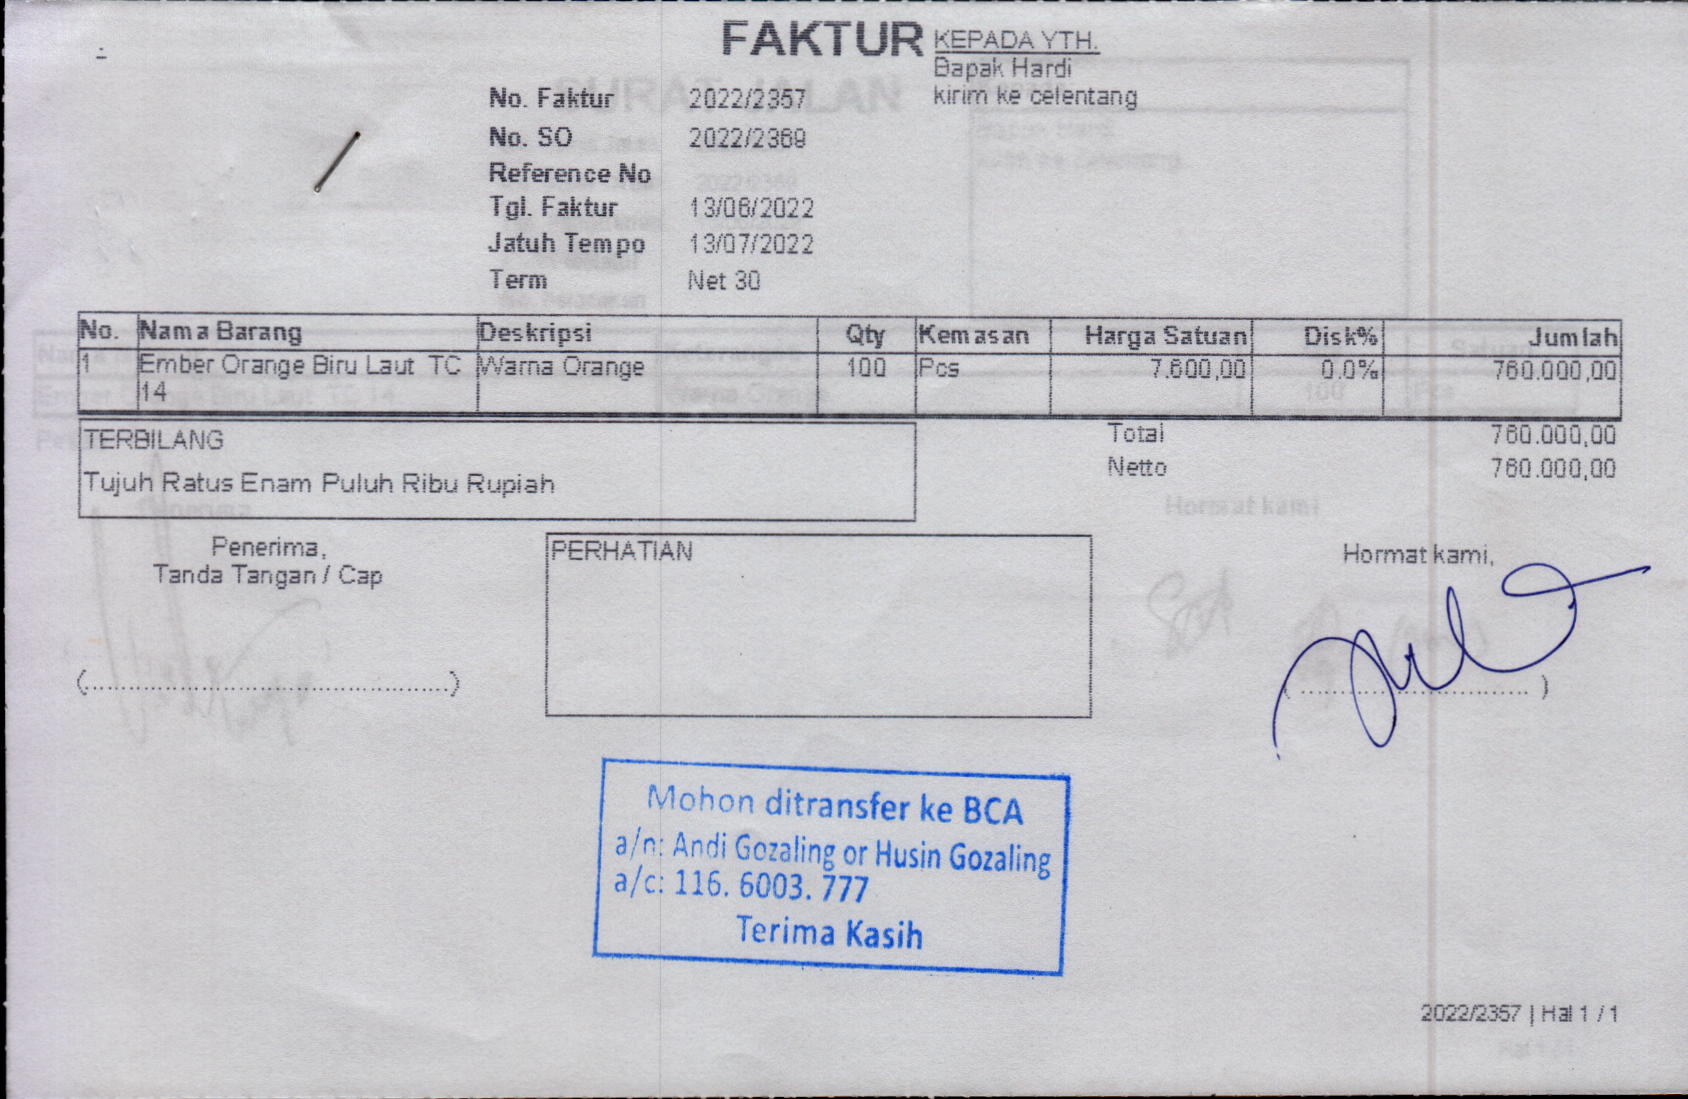 FAKTUR
KEPADA YTH.
Bapak Hardi
kirim ke celentang
No. Faktur 2022/2357
No. SO 2022/2369
Reference No
Tgl. Faktur 13/06/2022
Jatuh Tempo 13/07/2022
Term Net 30
No. Nama Barang Deskripsi Qty Kemasan Harga Satuan Disk% Jumlah
1 Ember Orange Biru Laut TC Warna Orange 100 Pcs 7.600,00 0.0% 760.000,00
14
TERBILANG
Tujuh Ratus Enam Puluh Ribu Rupiah
Total 760.000,00
Netto 760.000,00
Penerima,
Tanda Tangan / Cap
(................................................)
PERHATIAN
Hormat kami,
( ............................... )
Mohon ditransfer ke BCA
a/n: Andi Gozaling or Husin Gozaling
a/c: 116. 6003. 777
Terima Kasih
2022/2357 | Hal 1 / 1